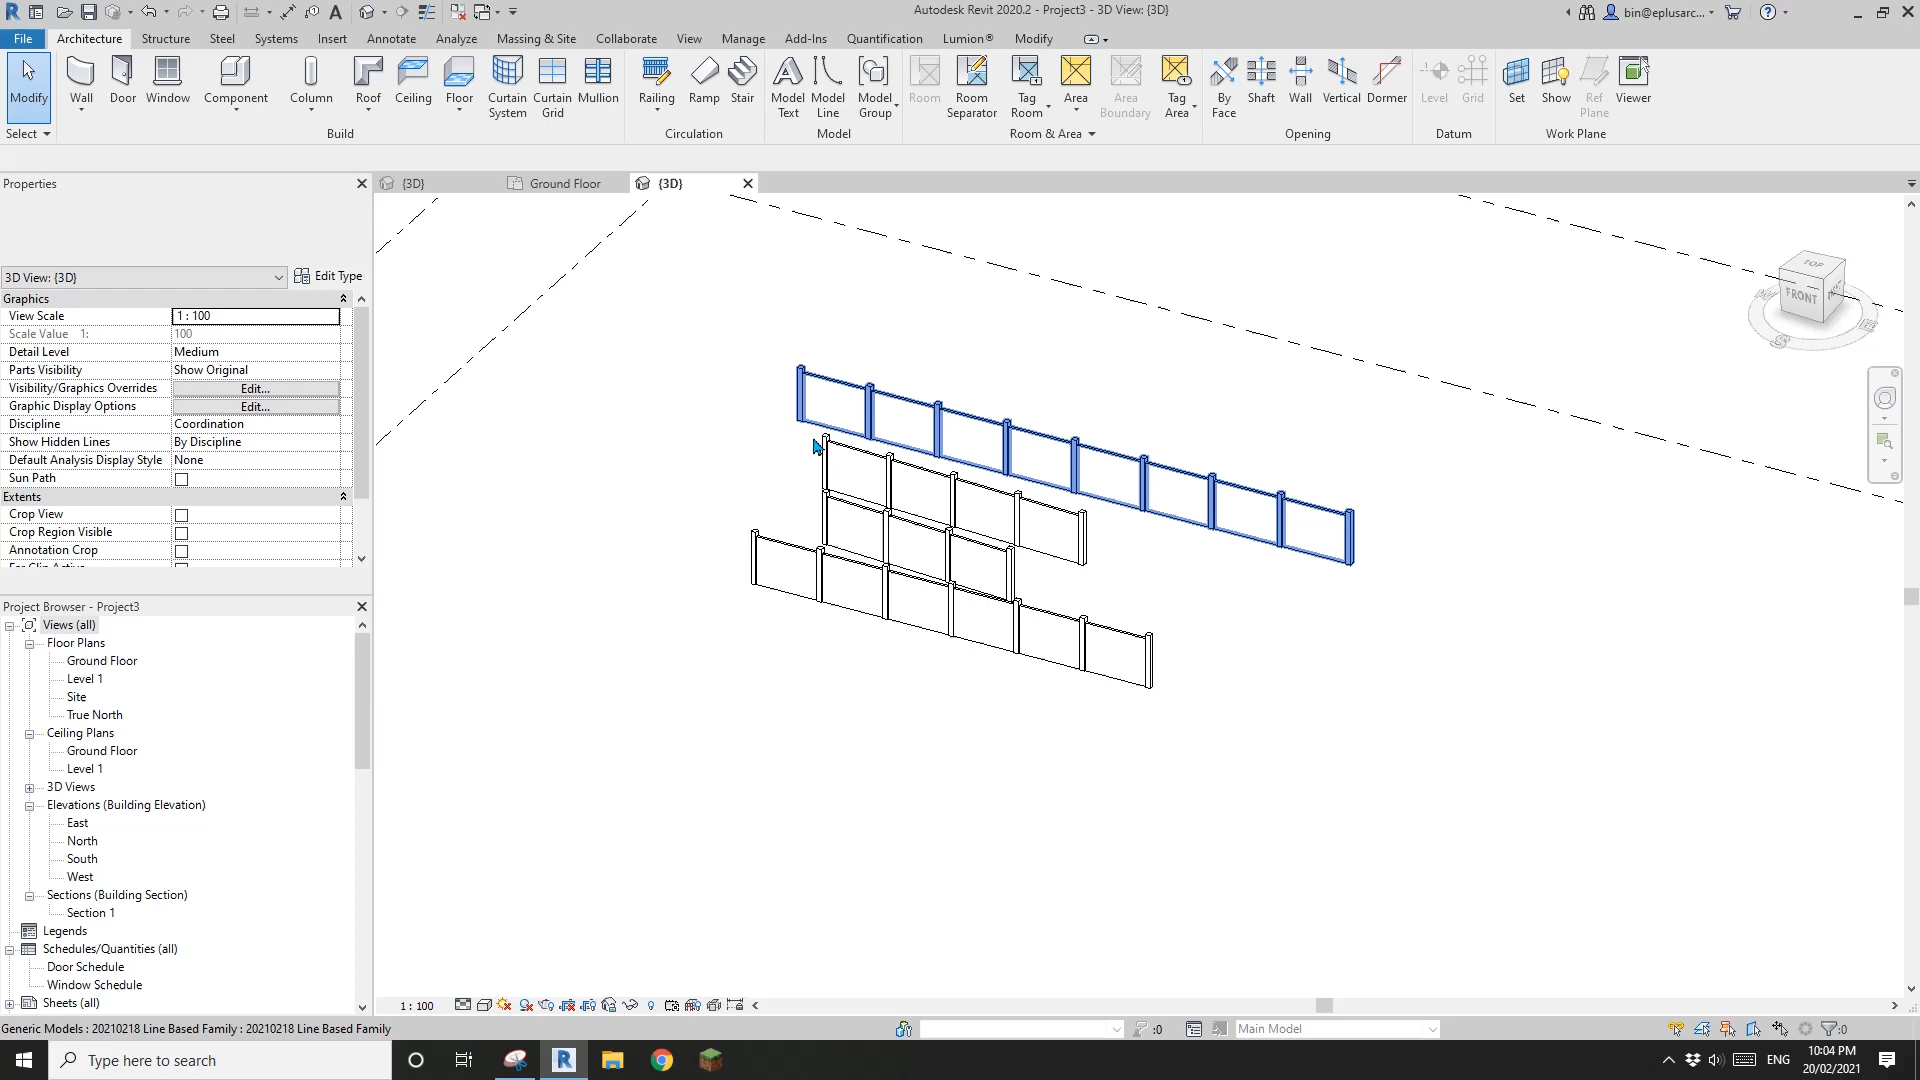 Autodesk Revit 2020.2 - Project3 - 3D View: {3D}
bin@eplusarc...
File Architecture Structure Steel Systems Insert Annotate Analyze Massing & Site Collaborate View Manage Add-Ins Quantification Lumion® Modify
Modify Wall Door Window Component Column Roof Ceiling Floor Curtain System Curtain Grid Mullion Railing Ramp Stair Model Text Model Line Model Group Room Room Separator Tag Room Area Area Boundary Tag Area By Face Shaft Wall Vertical Dormer Level Grid Set Show Ref Plane Viewer
Select Build Circulation Model Room & Area Opening Datum Work Plane
Properties
{3D} Ground Floor {3D}
3D View: {3D} Edit Type
Graphics
View Scale 1 : 100
Scale Value 1: 100
Detail Level Medium
Parts Visibility Show Original
Visibility/Graphics Overrides Edit...
Graphic Display Options Edit...
Discipline Coordination
Show Hidden Lines By Discipline
Default Analysis Display Style None
Sun Path
Extents
Crop View
Crop Region Visible
Annotation Crop
TOP
FRONT
S
Project Browser - Project3
Views (all)
Floor Plans
Ground Floor
Level 1
Site
True North
Ceiling Plans
Ground Floor
Level 1
3D Views
Elevations (Building Elevation)
East
North
South
West
Sections (Building Section)
Section 1
Legends
Schedules/Quantities (all)
Door Schedule
Window Schedule
Sheets (all)
1 : 100
Generic Models : 20210218 Line Based Family : 20210218 Line Based Family
:0
Main Model
:0
Type here to search
ENG
10:04 PM
20/02/2021